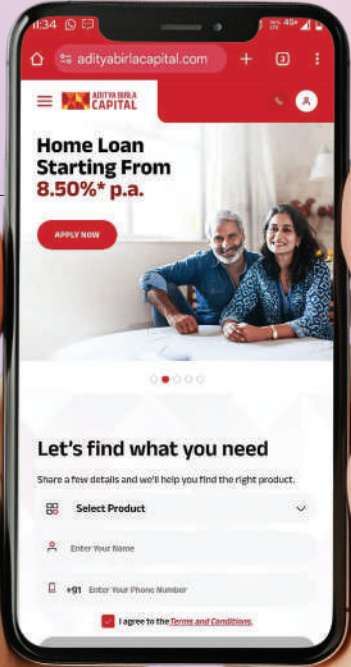 11:34
4G+
adityabirlacapital.com
3
ADITYA BIRLA
CAPITAL
Home Loan
Starting From
8.50%* p.a.
APPLY NOW
Let's find what you need
Share a few details and we'll help you find the right product.
Select Product
Enter Your Name
+91 Enter Your Phone Number
I agree to the Terms and Conditions.